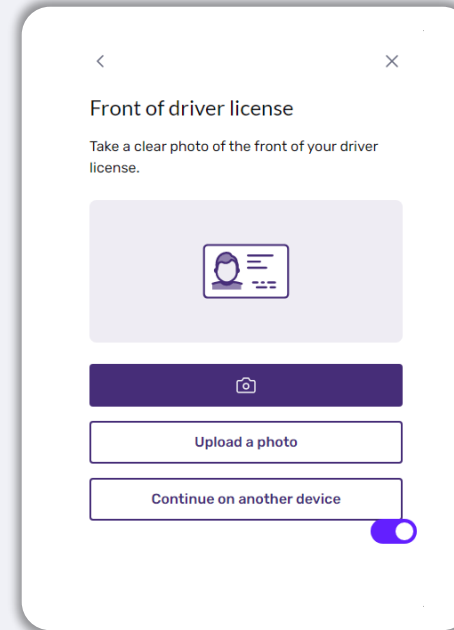 Front of driver license
Take a clear photo of the front of your driver
license.
Upload a photo
Continue on another device